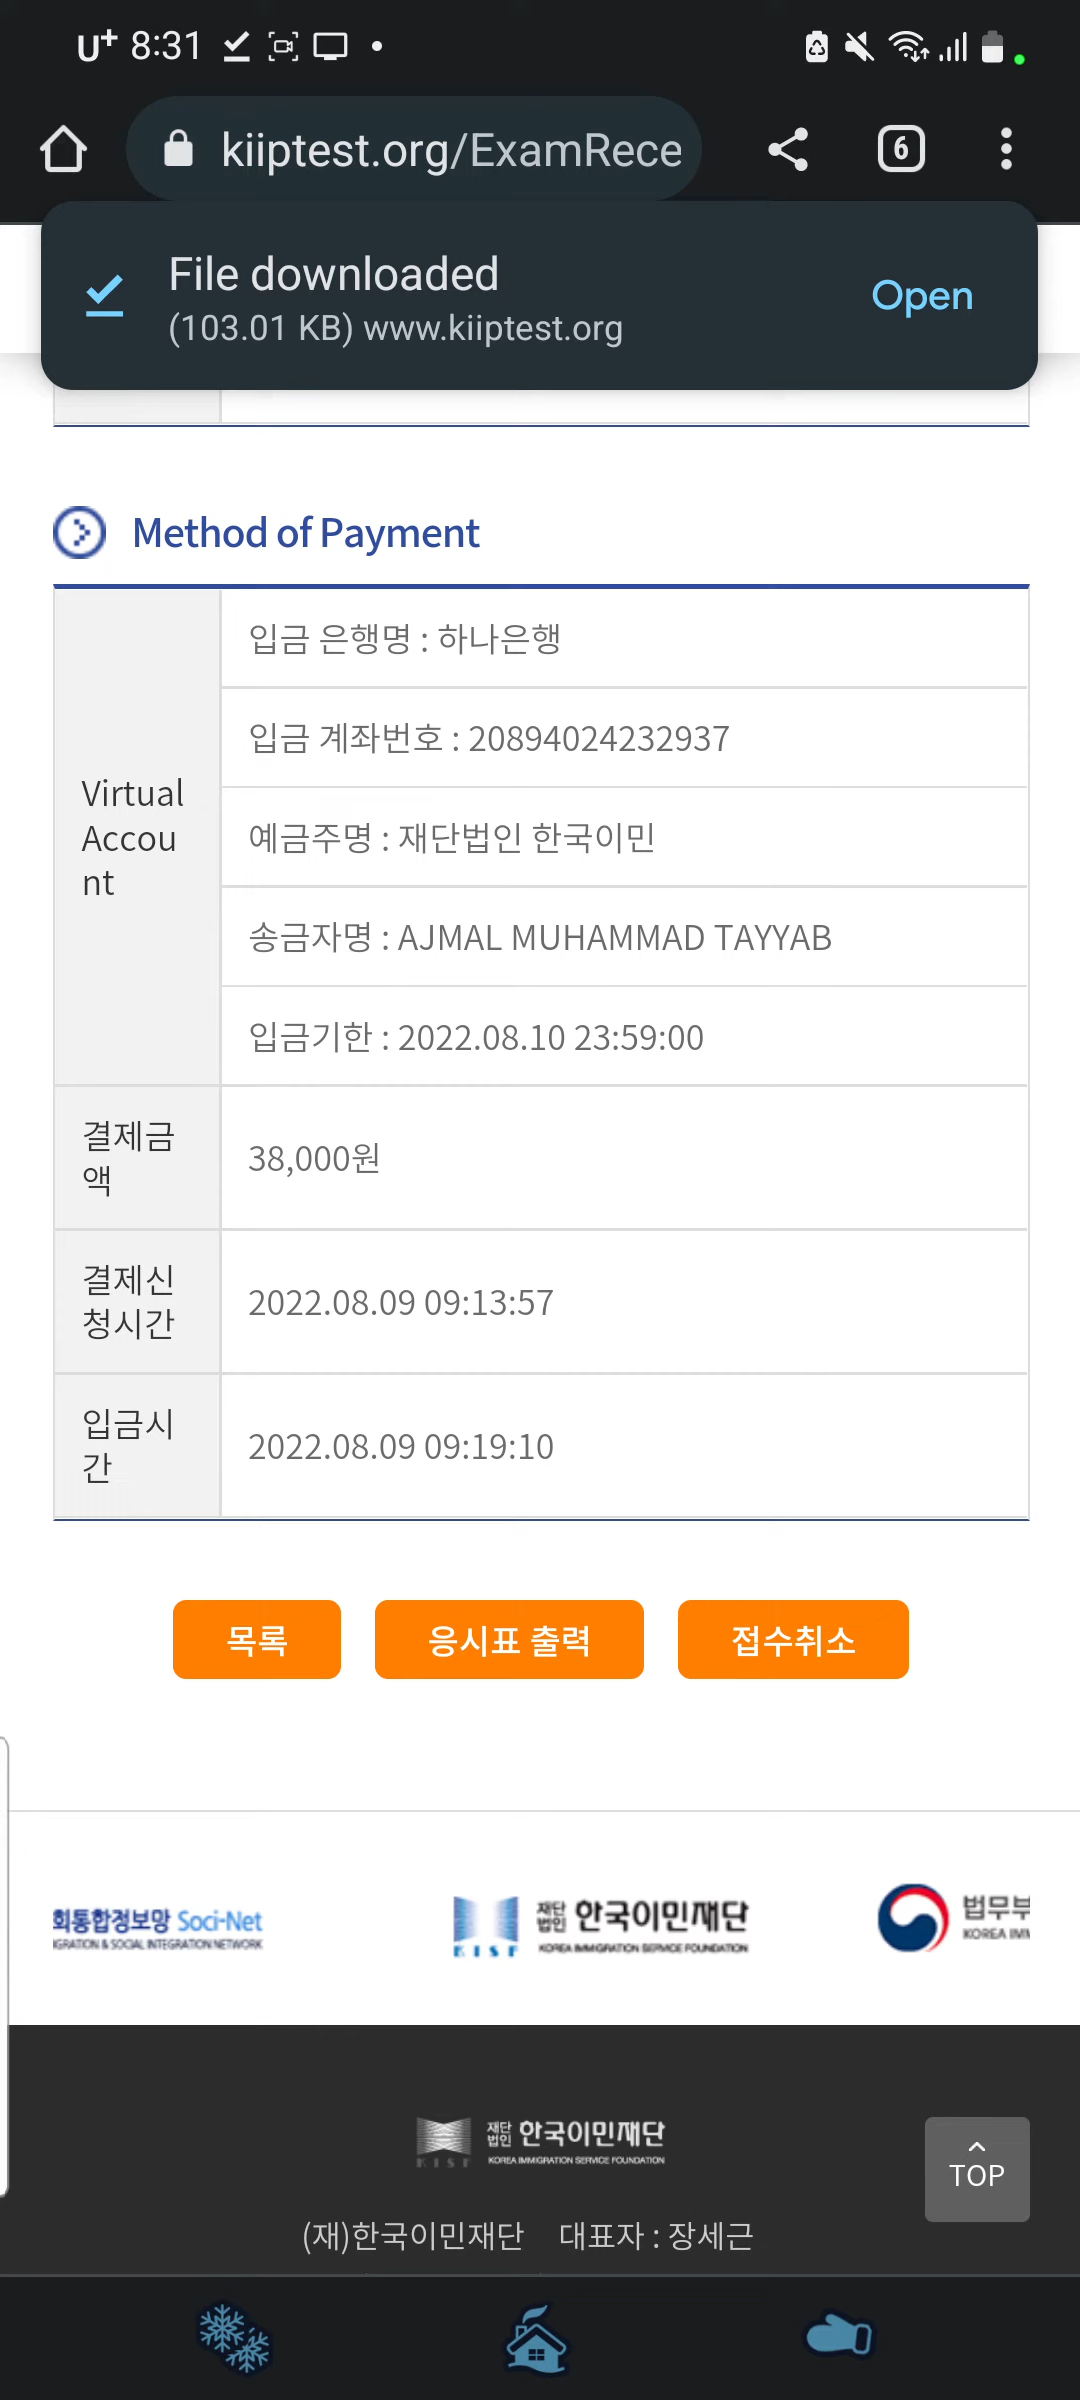 U+ 8:31
6
kiiptest.org/ExamRece
File downloaded
(103.01 KB) www.kiiptest.org
Open
Method of Payment
Virtual
Accou
nt
입금 은행명 : 하나은행
입금 계좌번호 : 20894024232937
예금주명 : 재단법인 한국이민
송금자명 : AJMAL MUHAMMAD TAYYAB
입금기한 : 2022.08.10 23:59:00
결제금
액
38,000원
결제신
청시간
2022.08.09 09:13:57
입금시
간
2022.08.09 09:19:10
목록
응시표 출력
접수취소
회통합정보망 Soci-Net
IGRATION & SOCIAL INTEGRATION NETWORK
KISF
재단
법인 한국이민재단
KOREA IMMIGRATION SERVICE FOUNDATION
법무부
KOREA IMM
KISF
재단
법인 한국이민재단
KOREA IMMIGRATION SERVICE FOUNDATION
TOP
(재)한국이민재단 대표자 : 장세근